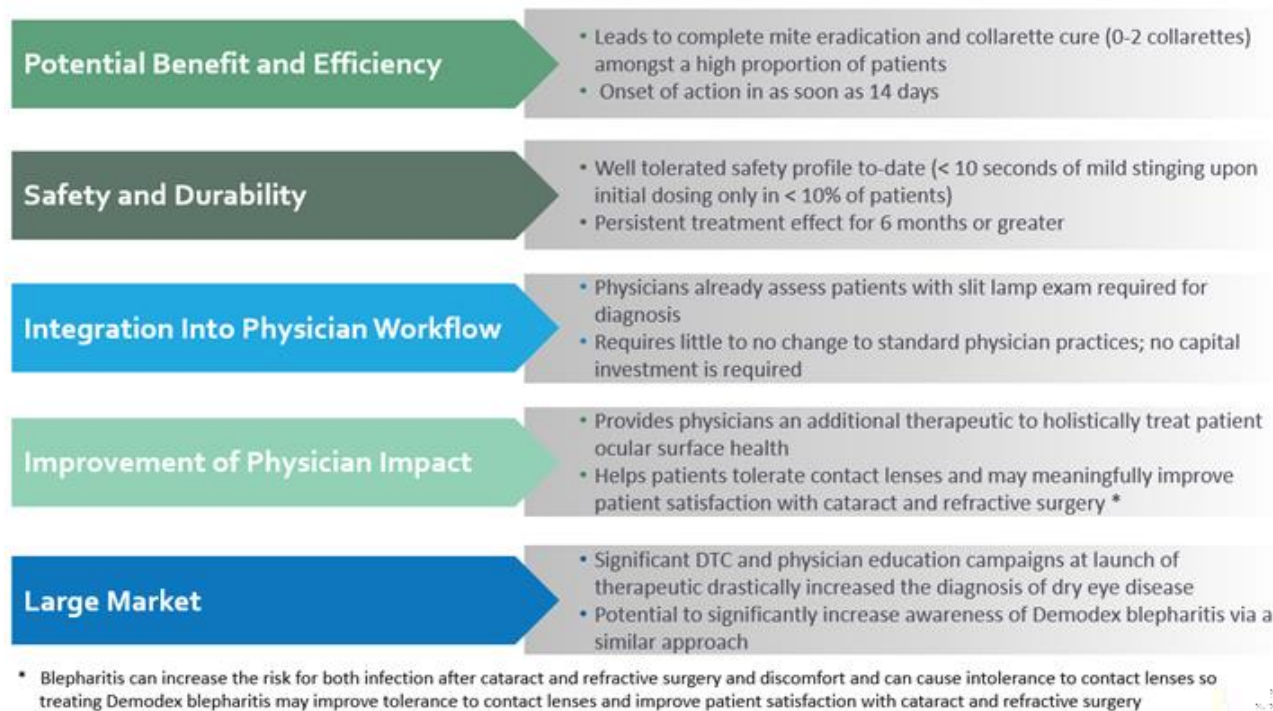 Potential Benefit and Efficiency
• Leads to complete mite eradication and collarette cure (0-2 collarettes)
amongst a high proportion of patients
• Onset of action in as soon as 14 days
Safety and Durability
• Well tolerated safety profile to-date (< 10 seconds of mild stinging upon
initial dosing only in < 10% of patients)
• Persistent treatment effect for 6 months or greater
Integration Into Physician Workflow
• Physicians already assess patients with slit lamp exam required for
diagnosis
• Requires little to no change to standard physician practices; no capital
investment is required
Improvement of Physician Impact
• Provides physicians an additional therapeutic to holistically treat patient
ocular surface health
• Helps patients tolerate contact lenses and may meaningfully improve
patient satisfaction with cataract and refractive surgery *
Large Market
• Significant DTC and physician education campaigns at launch of
therapeutic drastically increased the diagnosis of dry eye disease
• Potential to significantly increase awareness of Demodex blepharitis via a
similar approach
* Blepharitis can increase the risk for both infection after cataract and refractive surgery and discomfort and can cause intolerance to contact lenses so
treating Demodex blepharitis may improve tolerance to contact lenses and improve patient satisfaction with cataract and refractive surgery